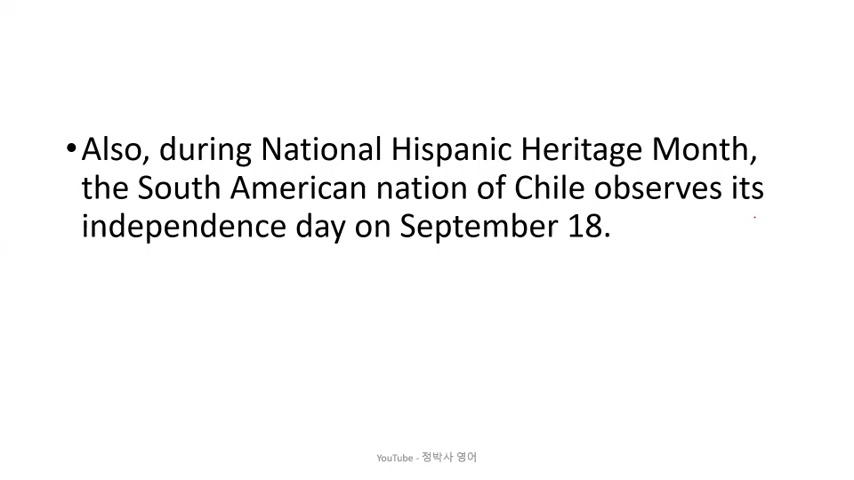 •Also, during National Hispanic Heritage Month,
the South American nation of Chile observes its
independence day on September 18.
YouTube - 정박사 영어